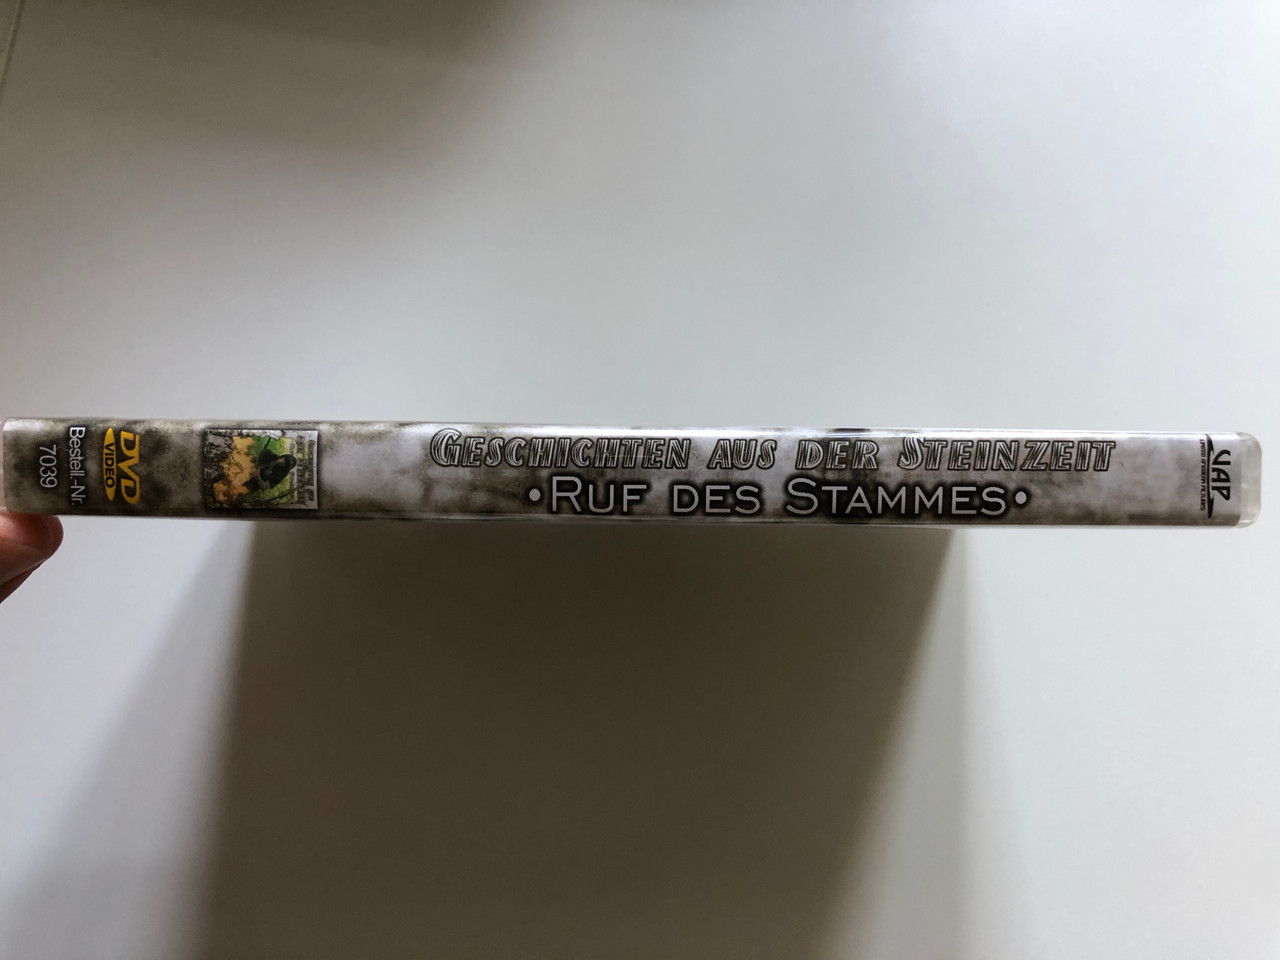 Bestell.-Nr.
7039
DVD
VIDEO
GESCHICHTEN AUS DER STEINZEIT
•RUF DES STAMMES•